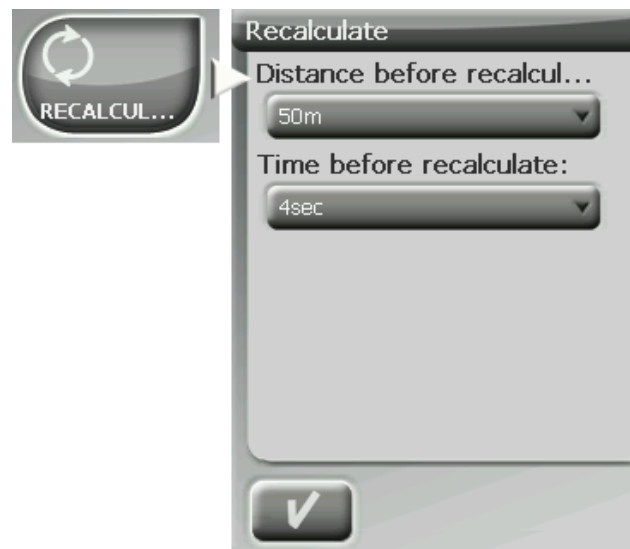 RECALCUL...
Recalculate
Distance before recalcul...
50m
Time before recalculate:
4sec